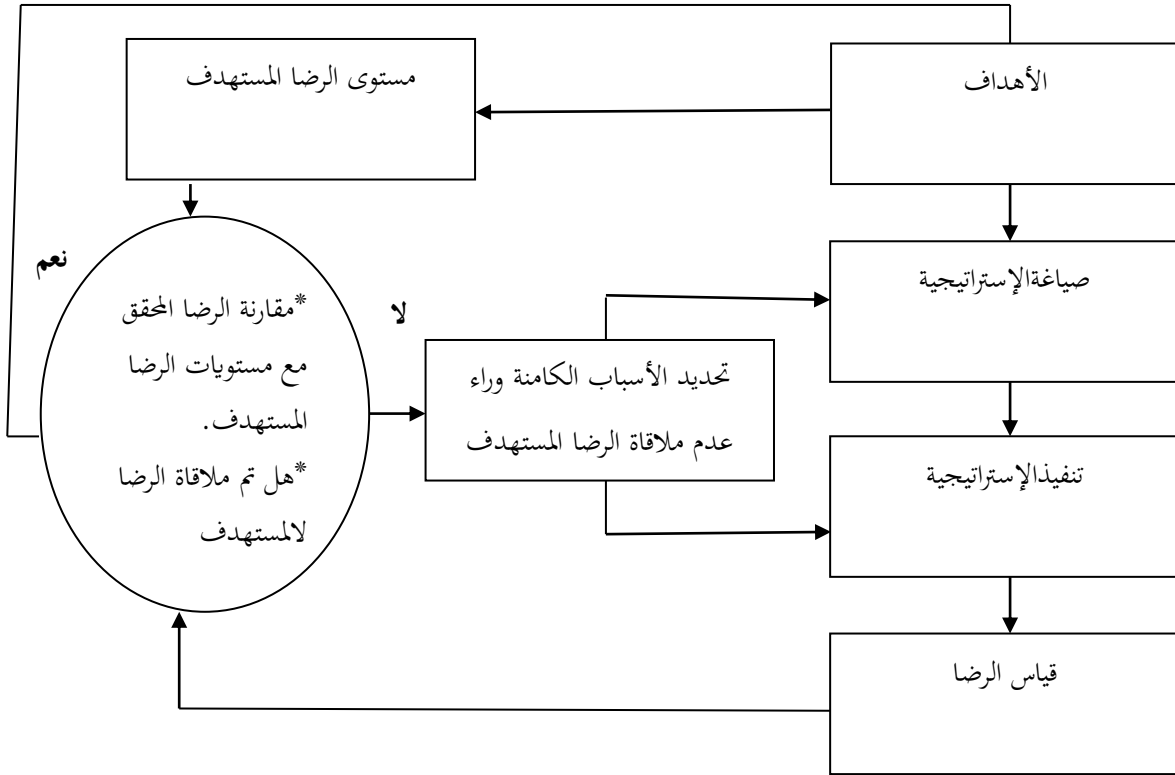 الأهداف
مستوى الرضا المستهدف
صياغةالإستراتيجية
نعم
*مقارنة الرضا المحقق
مع مستويات الرضا
المستهدف.
*هل تم ملاقاة الرضا
لالمستهدف
لا
تحديد الأسباب الكامنة وراء
عدم ملاقاة الرضا المستهدف
تنفيذالإستراتيجية
قياس الرضا